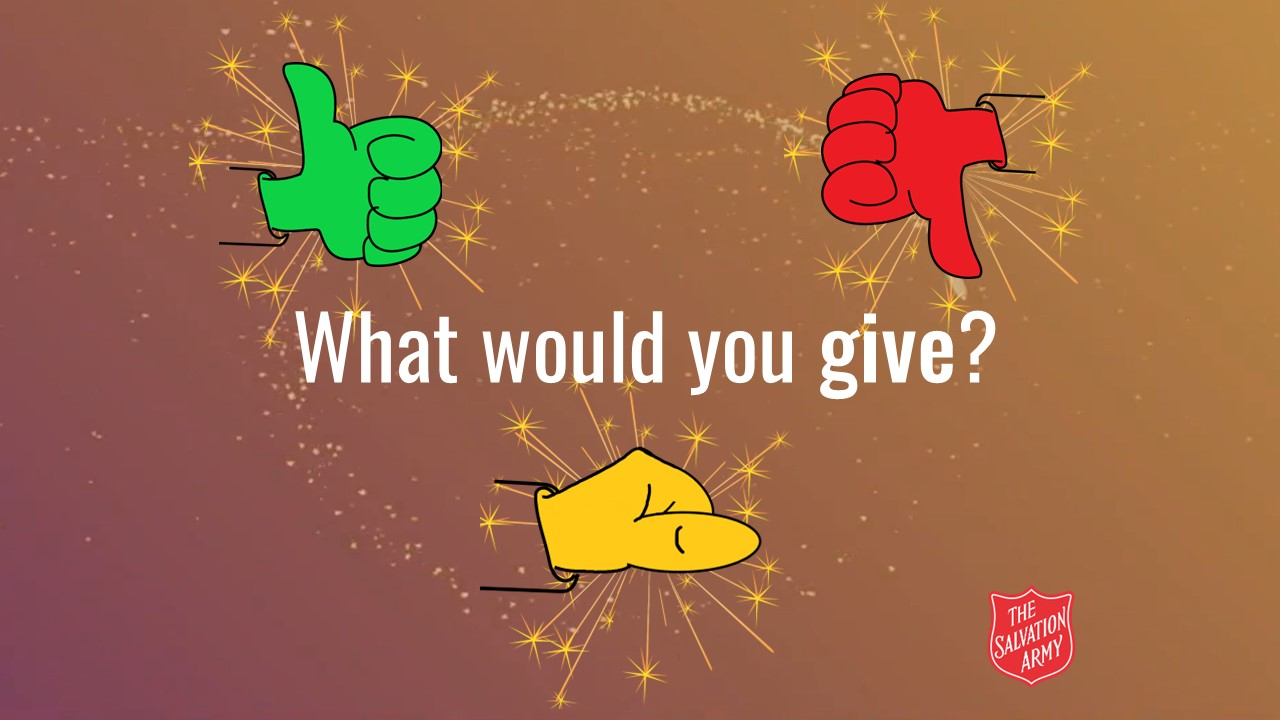 What would you give?
THE
SALVATION
ARMY